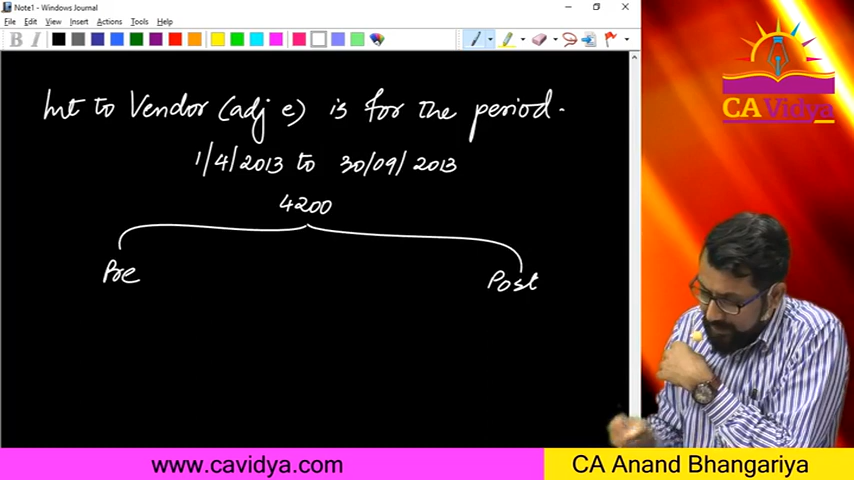 Note1 - Windows Journal
File Edit View Insert Actions Tools Help
B I
Int to Vendor (adj e) is for the period.
1/4/2013 to 30/09/2013
4200
Pre
Post
CA Vidya
www.cavidya.com
CA Anand Bhangariya